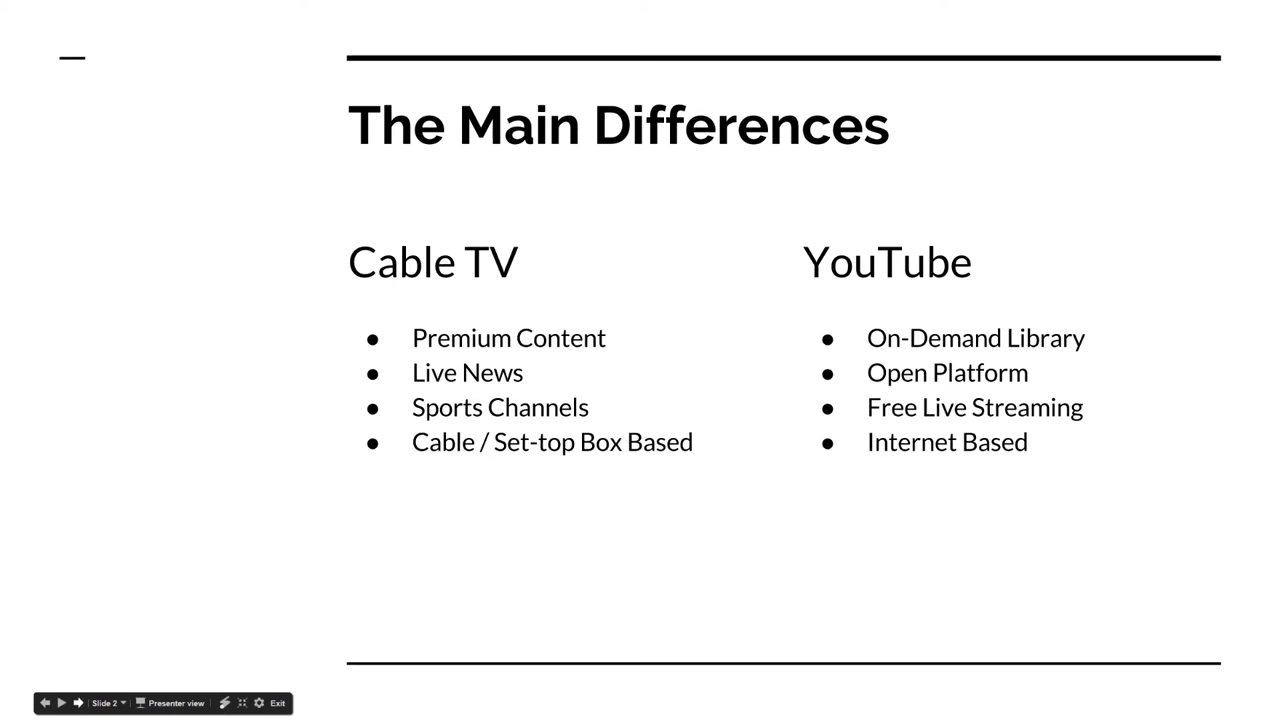 The Main Differences
Cable TV
● Premium Content
● Live News
● Sports Channels
● Cable / Set-top Box Based
YouTube
● On-Demand Library
● Open Platform
● Free Live Streaming
● Internet Based
Slide 2 Presenter view Exit